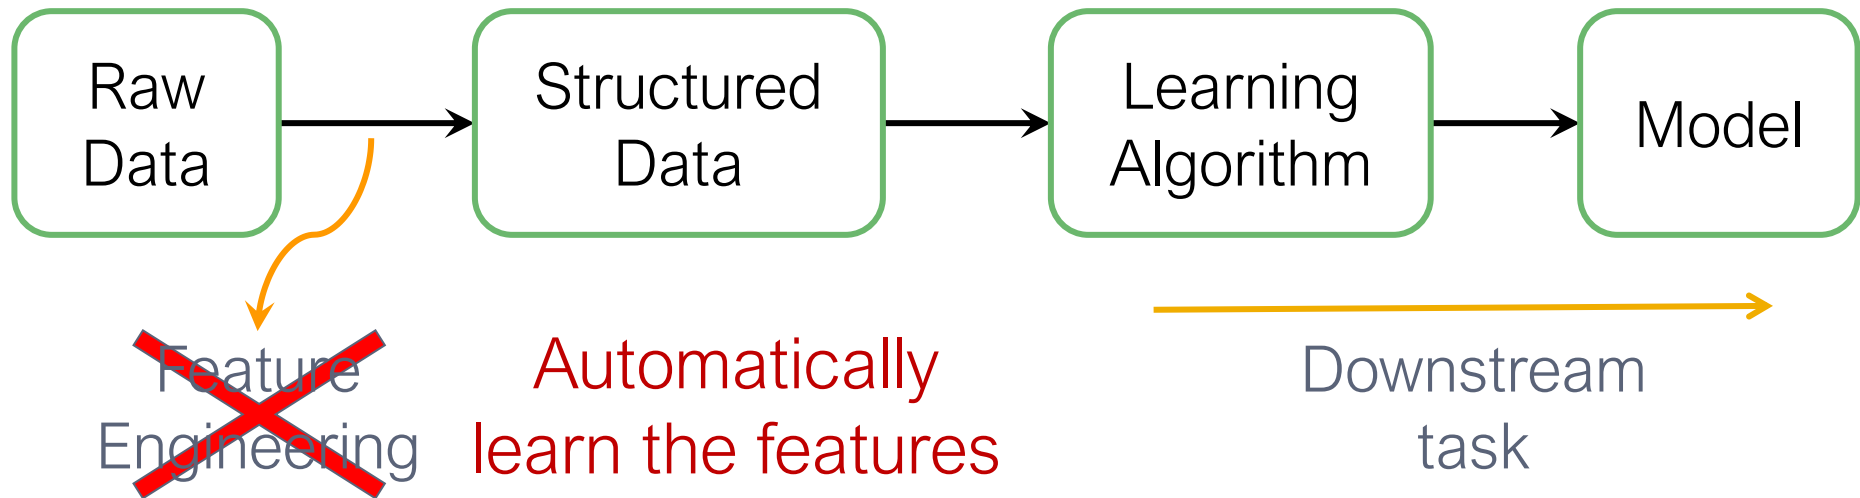 Raw
Data
Structured
Data
Learning
Algorithm
Model
Feature
Engineering
Automatically
learn the features
Downstream
task